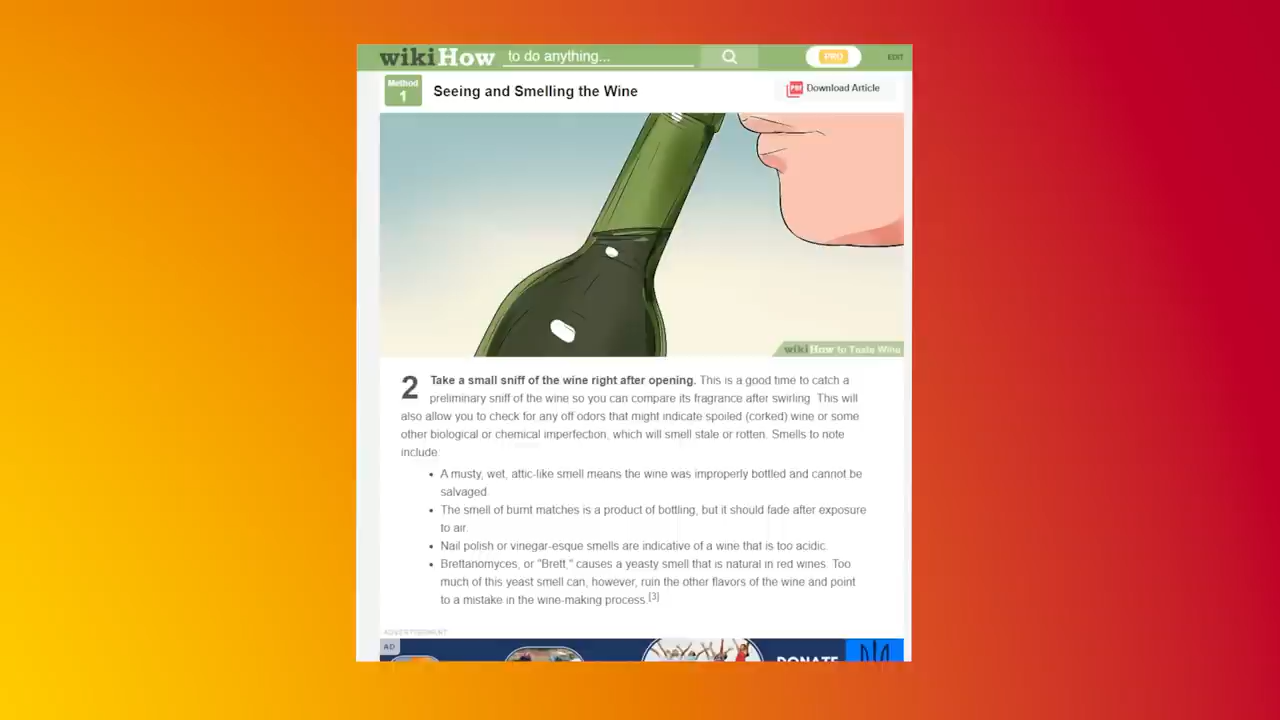 wikiHow to do anything... PRO EDIT
Method
1
Seeing and Smelling the Wine
PDF Download Article
wikiHow to Taste Wine
2 Take a small sniff of the wine right after opening. This is a good time to catch a
preliminary sniff of the wine so you can compare its fragrance after swirling. This will
also allow you to check for any off odors that might indicate spoiled (corked) wine or some
other biological or chemical imperfection, which will smell stale or rotten. Smells to note
include:
• A musty, wet, attic-like smell means the wine was improperly bottled and cannot be
salvaged.
• The smell of burnt matches is a product of bottling, but it should fade after exposure
to air.
• Nail polish or vinegar-esque smells are indicative of a wine that is too acidic.
• Brettanomyces, or "Brett," causes a yeasty smell that is natural in red wines. Too
much of this yeast smell can, however, ruin the other flavors of the wine and point
to a mistake in the wine-making process.[3]
ADVERTISEMENT
AD
DONATE